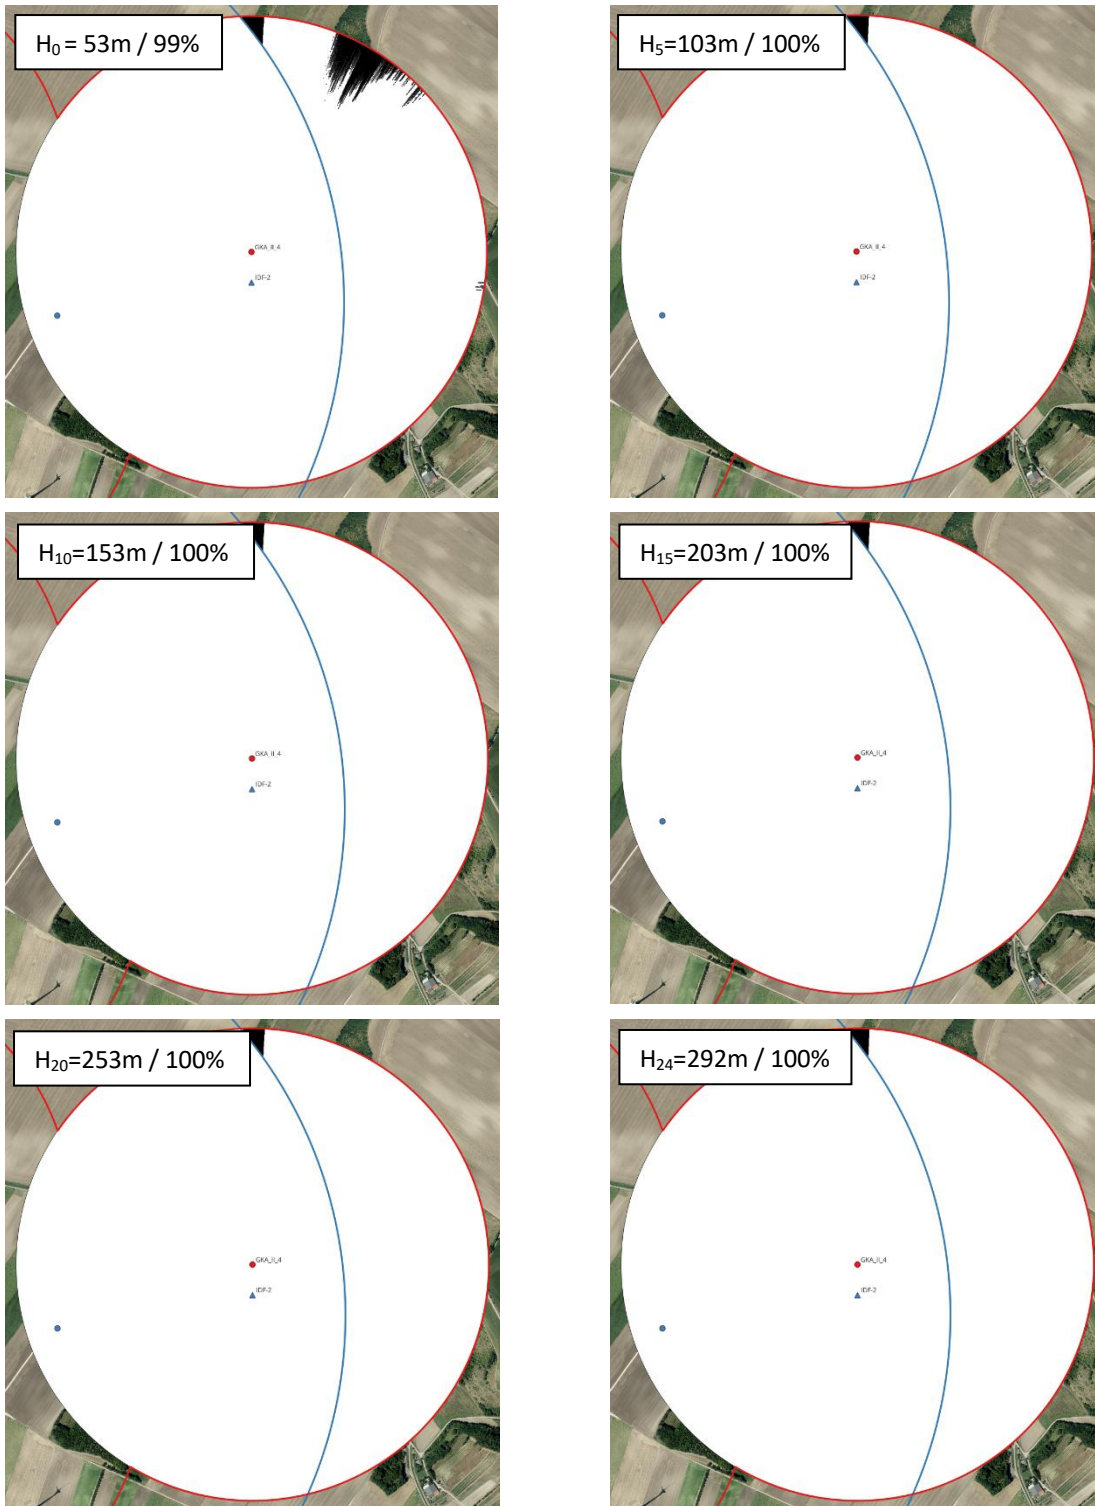 H₀ = 53m / 99%
GKA_II_4
IDF-2
H₅=103m / 100%
GKA_II_4
IDF-2
H₁₀=153m / 100%
GKA_II_4
IDF-2
H₁₅=203m / 100%
GKA_II_4
IDF-2
H₂₀=253m / 100%
GKA_II_4
IDF-2
H₂₄=292m / 100%
GKA_II_4
IDF-2